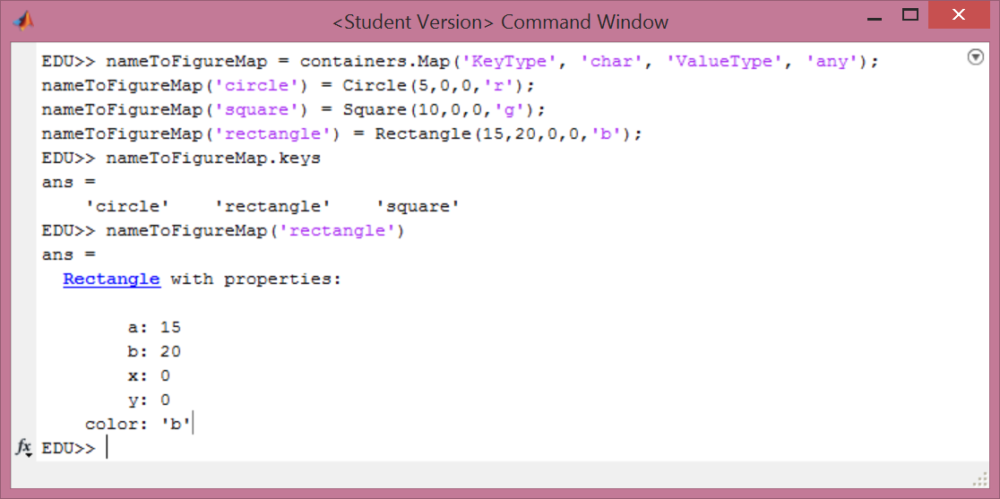 <Student Version> Command Window
EDU>> nameToFigureMap = containers.Map('KeyType', 'char', 'ValueType', 'any');
nameToFigureMap('circle') = Circle(5,0,0,'r');
nameToFigureMap('square') = Square(10,0,0,'g');
nameToFigureMap('rectangle') = Rectangle(15,20,0,0,'b');
EDU>> nameToFigureMap.keys
ans =
'circle' 'rectangle' 'square'
EDU>> nameToFigureMap('rectangle')
ans =
Rectangle with properties:
a: 15
b: 20
x: 0
y: 0
color: 'b'
fx EDU>>